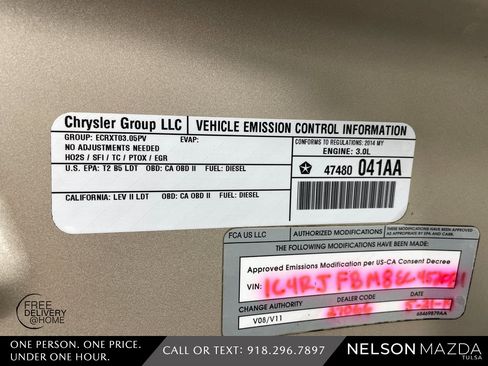 Chrysler Group LLC VEHICLE EMISSION CONTROL INFORMATION
GROUP: ECRXT03.05PV EVAP:
NO ADJUSTMENTS NEEDED
HO2S / SFI / TC / PTOX / EGR
CONFORMS TO REGULATIONS: 2014 MY
ENGINE: 3.0L
U.S. EPA: T2 B5 LDT OBD: CA OBD II FUEL: DIESEL
47480 041AA
CALIFORNIA: LEV II LDT OBD: CA OBD II FUEL: DIESEL
FCA US LLC AUTHORIZED MODIFICATIONS
THE FOLLOWING MODIFICATIONS HAVE BEEN MADE
Approved Emissions Modification per US-CA Consent Decree
VIN: 1C4RJFBM8EC
CHANGE AUTHORITY DEALER CODE DATE
V08/V11
68469879AA
FREE
DELIVERY
@HOME
ONE PERSON. ONE PRICE.
UNDER ONE HOUR.
CALL OR TEXT: 918.296.7897
NELSON MAZDA
TULSA